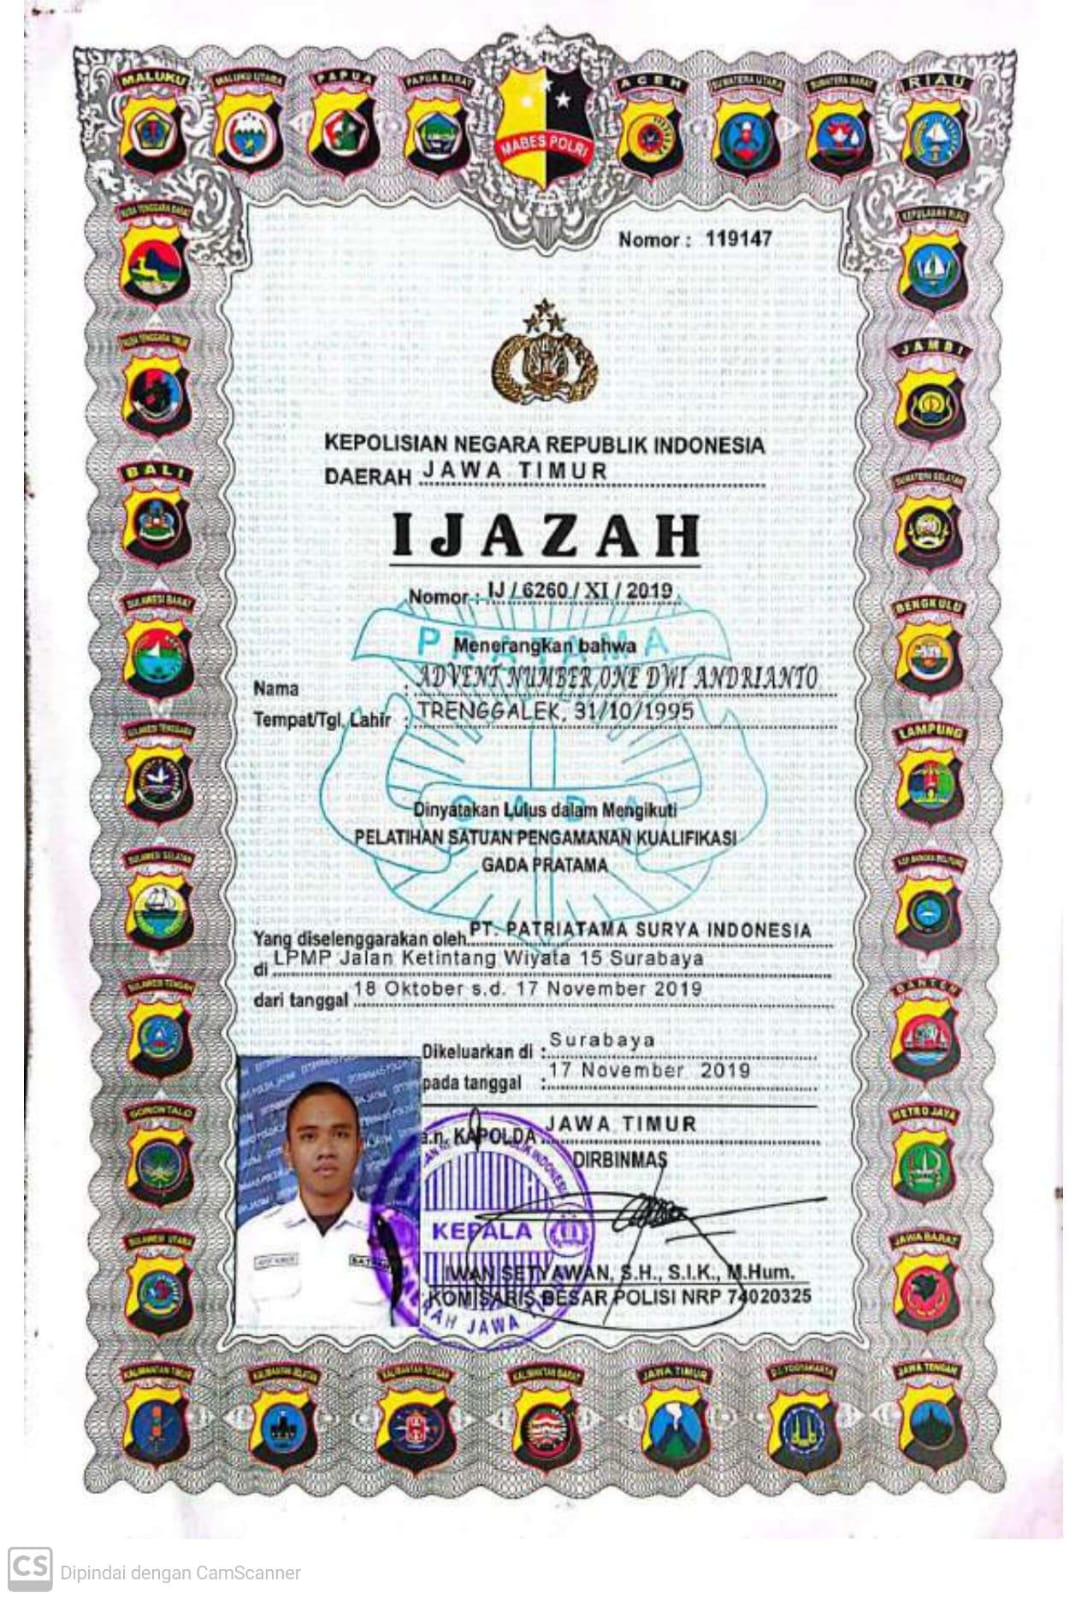 MALUKU
MALUKU UTARA
PAPUA
PAPUA BARAT
MABES POLRI
ACEH
SUMATERA UTARA
SUMATERA BARAT
RIAU
NUSA TENGGARA BARAT
KEPULAUAN RIAU
Nomor : 119147
NUSA TENGGARA TIMUR
JAMBI
KEPOLISIAN NEGARA REPUBLIK INDONESIA
DAERAH JAWA TIMUR
BALI
SUMATERA SELATAN
IJAZAH
Nomor : IJ / 6260 / XI / 2019
SULAWESI BARAT
BENGKULU
PRATAMA
Menerangkan bahwa
Nama : ADVENT NUMBER ONE DWI ANDRIANTO
Tempat/Tgl. Lahir : TRENGGALEK, 31/10/1995
SULAWESI TENGGARA
LAMPUNG
Dinyatakan Lulus dalam Mengikuti
PELATIHAN SATUAN PENGAMANAN KUALIFIKASI
GADA PRATAMA
SULAWESI SELATAN
KEP. BANGKA BELITUNG
Yang diselenggarakan oleh PT. PATRIATAMA SURYA INDONESIA
di LPMP Jalan Ketintang Wiyata 15 Surabaya
dari tanggal 18 Oktober s.d. 17 November 2019
SULAWESI TENGAH
BANTEN
Dikeluarkan di : Surabaya
pada tanggal : 17 November 2019
GORONTALO
METRO JAYA
a.n. KAPOLDA JAWA TIMUR
DIRBINMAS
KEPALA
SULAWESI UTARA
JAWA BARAT
IWAN SETYAWAN, S.H., S.I.K., M.Hum.
KOMISARIS BESAR POLISI NRP 74020325
DAERAH JAWA
KALIMANTAN TIMUR
KALIMANTAN SELATAN
KALIMANTAN TENGAH
KALIMANTAN BARAT
JAWA TIMUR
D.I. YOGYAKARTA
JAWA TENGAH
CS Dipindai dengan CamScanner